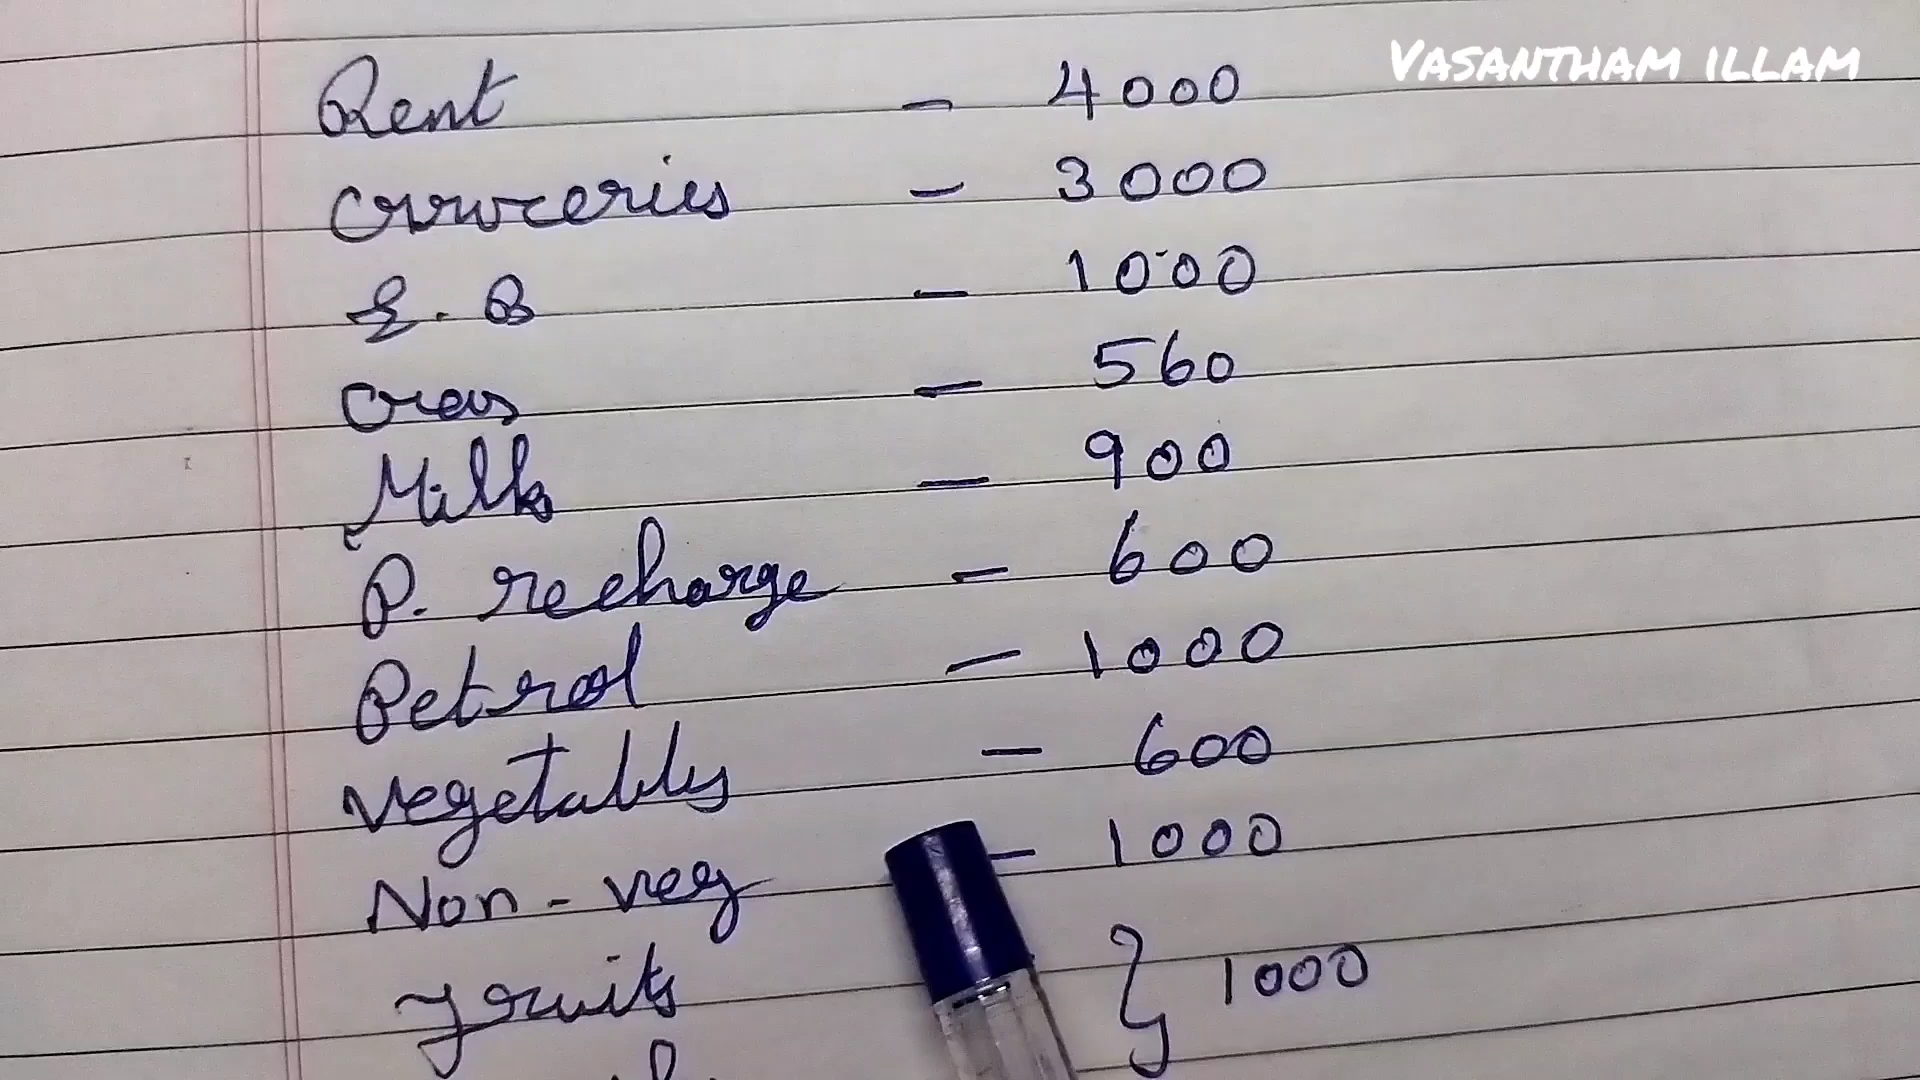 VASANTHAM ILLAM
Rent - 4000
Groceries - 3000
E.B - 1000
Gas - 560
Milk - 900
P. recharge - 600
Petrol - 1000
Vegetables - 600
Non-veg - 1000
Fruits } 1000